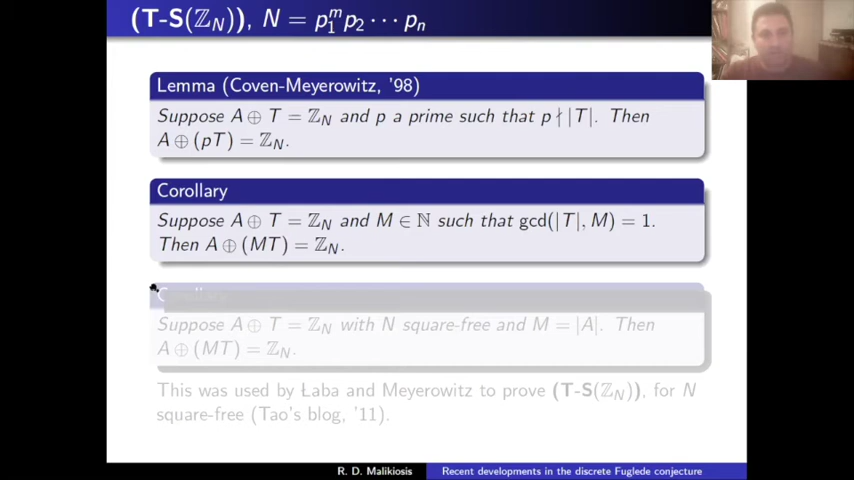 (T-S(ℤ_N)), N = p_1^m p_2 ⋯ p_n
Lemma (Coven-Meyerowitz, '98)
Suppose A ⊕ T = ℤ_N and p a prime such that p ∤ |T|. Then
A ⊕ (pT) = ℤ_N.
Corollary
Suppose A ⊕ T = ℤ_N and M ∈ ℕ such that gcd(|T|, M) = 1.
Then A ⊕ (MT) = ℤ_N.
Corollary
Suppose A ⊕ T = ℤ_N with N square-free and M = |A|. Then
A ⊕ (MT) = ℤ_N.
This was used by Łaba and Meyerowitz to prove (T-S(ℤ_N)), for N
square-free (Tao's blog, '11).
R. D. Malikiosis Recent developments in the discrete Fuglede conjecture